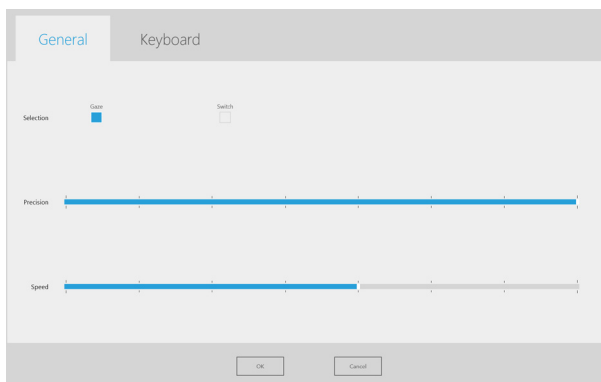 General
Keyboard
Gaze
Switch
Selection
Precision
Speed
OK
Cancel